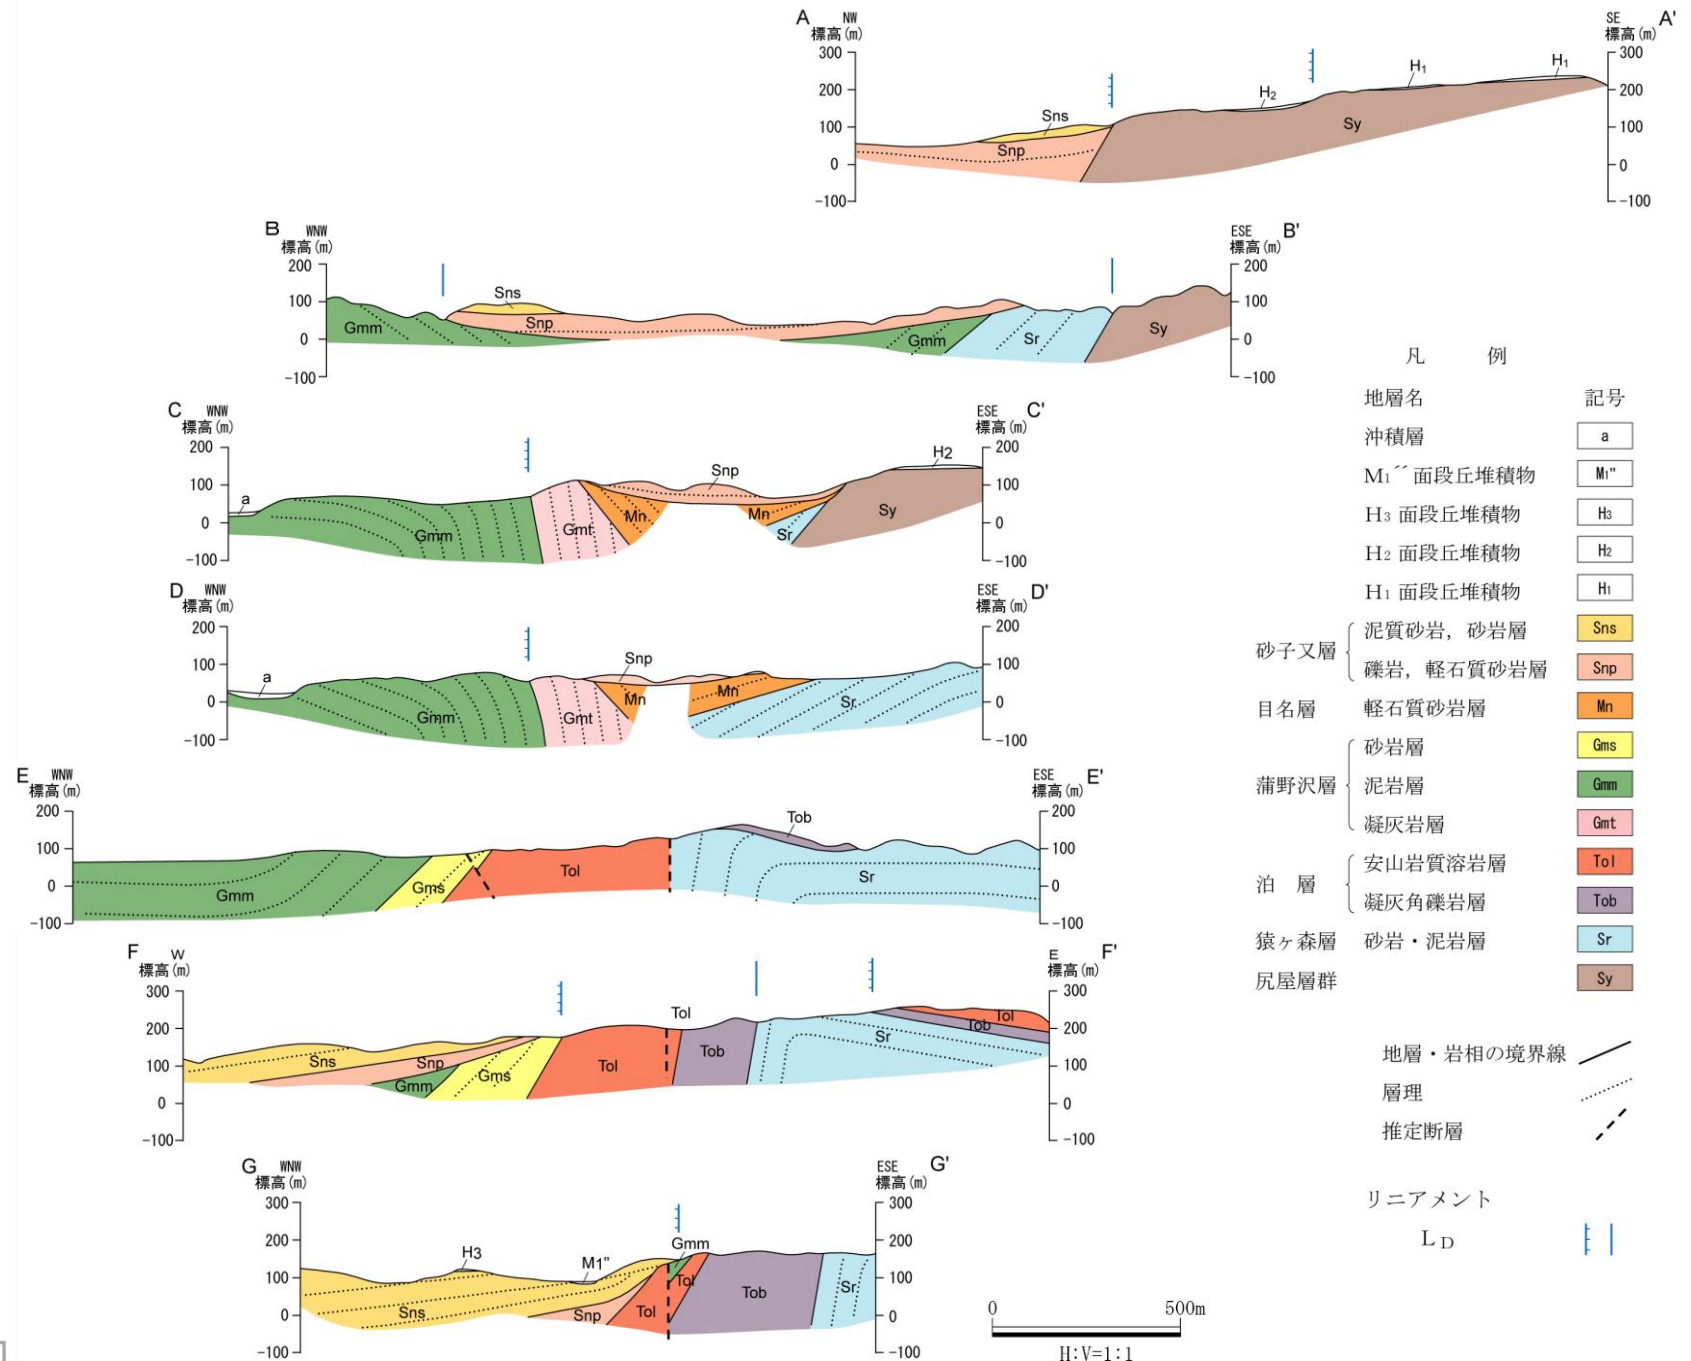 A NW
標高(m)
300
200
100
0
-100
SE A'
標高(m)
300
200
100
0
-100
Sns
Snp
H2
H1
H1
Sy
B WNW
標高(m)
200
100
0
-100
ESE B'
標高(m)
200
100
0
-100
Gmm
Sns
Snp
Gmm
Sr
Sy
C WNW
標高(m)
200
100
0
-100
ESE C'
標高(m)
200
100
0
-100
a
Gmm
Gmt
Mn
Snp
Mn
Sr
Sy
H2
D WNW
標高(m)
200
100
0
-100
ESE D'
標高(m)
200
100
0
-100
a
Gmm
Gmt
Snp
Mn
Mn
Sr
E WNW
標高(m)
200
100
0
-100
ESE E'
標高(m)
200
100
0
-100
Gmm
Gms
Tol
Tob
Sr
F W
標高(m)
300
200
100
0
-100
E F'
標高(m)
300
200
100
0
-100
Sns
Snp
Gmm
Gms
Tol
Tol
Tob
Sr
Tol
Tob
G WNW
標高(m)
300
200
100
0
-100
ESE G'
標高(m)
300
200
100
0
-100
H3
M1''
Sns
Snp
Tol
Gmm
Tol
Tob
Sr
0 500m
H:V=1:1
凡 例
地層名 記号
沖積層 a
M1´´面段丘堆積物 M1''
H3 面段丘堆積物 H3
H2 面段丘堆積物 H2
H1 面段丘堆積物 H1
砂子又層
泥質砂岩，砂岩層 Sns
礫岩，軽石質砂岩層 Snp
目名層 軽石質砂岩層 Mn
蒲野沢層
砂岩層 Gms
泥岩層 Gmm
凝灰岩層 Gmt
泊 層
安山岩質溶岩層 Tol
凝灰角礫岩層 Tob
猿ヶ森層 砂岩・泥岩層 Sr
尻屋層群 Sy
地層・岩相の境界線
層理
推定断層
リニアメント
LD